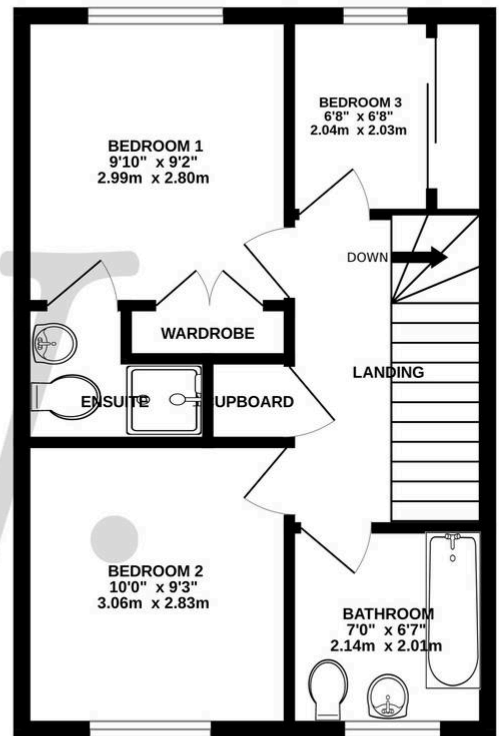 BEDROOM 1
9'10" x 9'2"
2.99m x 2.80m
BEDROOM 3
6'8" x 6'8"
2.04m x 2.03m
DOWN
WARDROBE
LANDING
ENSUITE
CUPBOARD
BEDROOM 2
10'0" x 9'3"
3.06m x 2.83m
BATHROOM
7'0" x 6'7"
2.14m x 2.01m